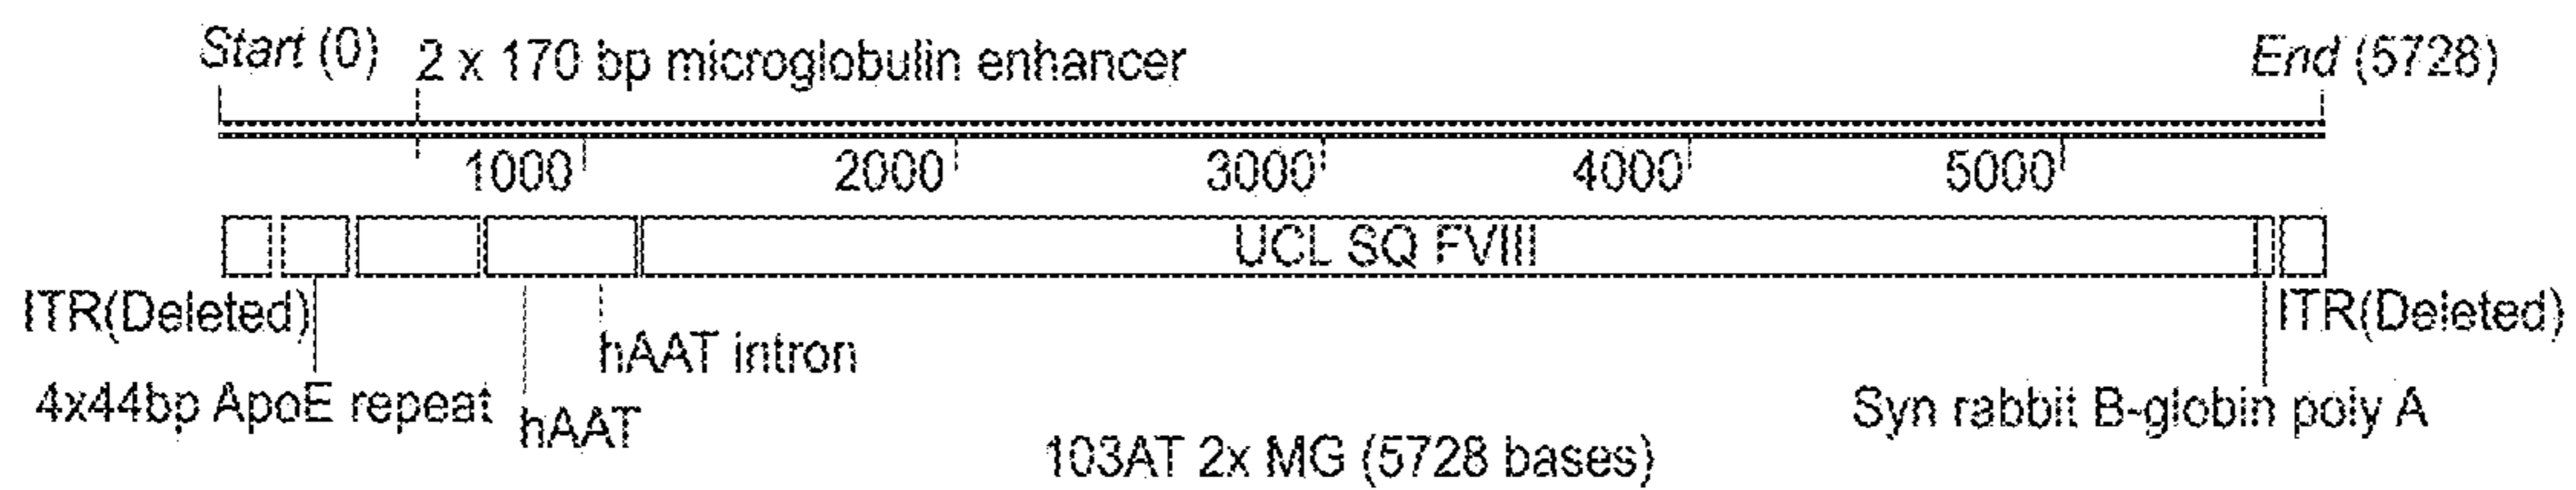 Start (0)
2 x 170 bp microglobulin enhancer
End (5728)
1000
2000
3000
4000
5000
UCL SQ FVIII
ITR(Deleted)
ITR(Deleted)
hAAT intron
4x44bp ApoE repeat
hAAT
Syn rabbit B-globin poly A
103AT 2x MG (5728 bases)